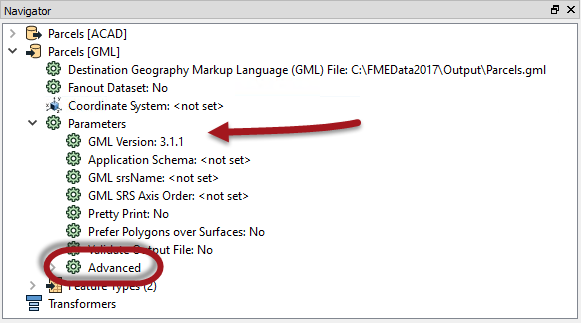 Navigator
Parcels [ACAD]
Parcels [GML]
Destination Geography Markup Language (GML) File: C:\FMEData2017\Output\Parcels.gml
Fanout Dataset: No
Coordinate System: <not set>
Parameters
GML Version: 3.1.1
Application Schema: <not set>
GML srsName: <not set>
GML SRS Axis Order: <not set>
Pretty Print: No
Prefer Polygons over Surfaces: No
Validate Output File: No
Advanced
Feature Types (2)
Transformers